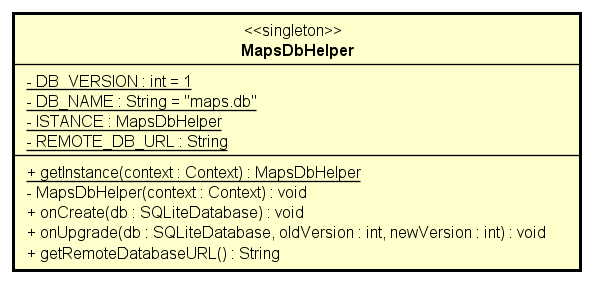 <<singleton>>
MapsDbHelper
- DB_VERSION : int = 1
- DB_NAME : String = "maps.db"
- ISTANCE : MapsDbHelper
- REMOTE_DB_URL : String
+ getInstance(context : Context) : MapsDbHelper
- MapsDbHelper(context : Context) : void
+ onCreate(db : SQLiteDatabase) : void
+ onUpgrade(db : SQLiteDatabase, oldVersion : int, newVersion : int) : void
+ getRemoteDatabaseURL() : String